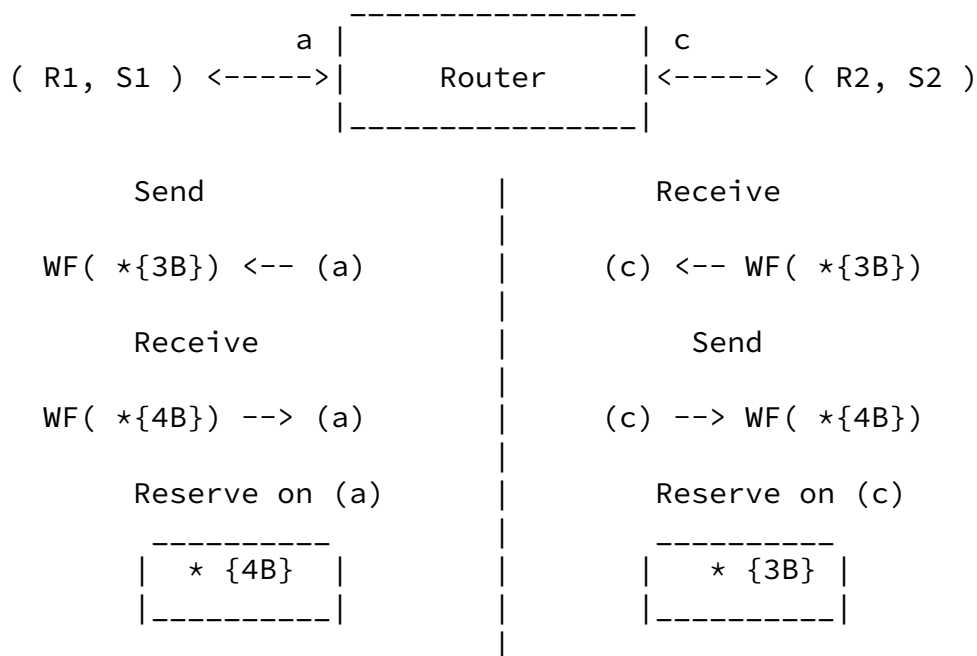 a c
( R1, S1 ) <-----> Router <-----> ( R2, S2 )
Send | Receive
WF( *{3B}) <-- (a) | (c) <-- WF( *{3B})
Receive | Send
WF( *{4B}) --> (a) | (c) --> WF( *{4B})
Reserve on (a) | Reserve on (c)
* {4B} | * {3B}